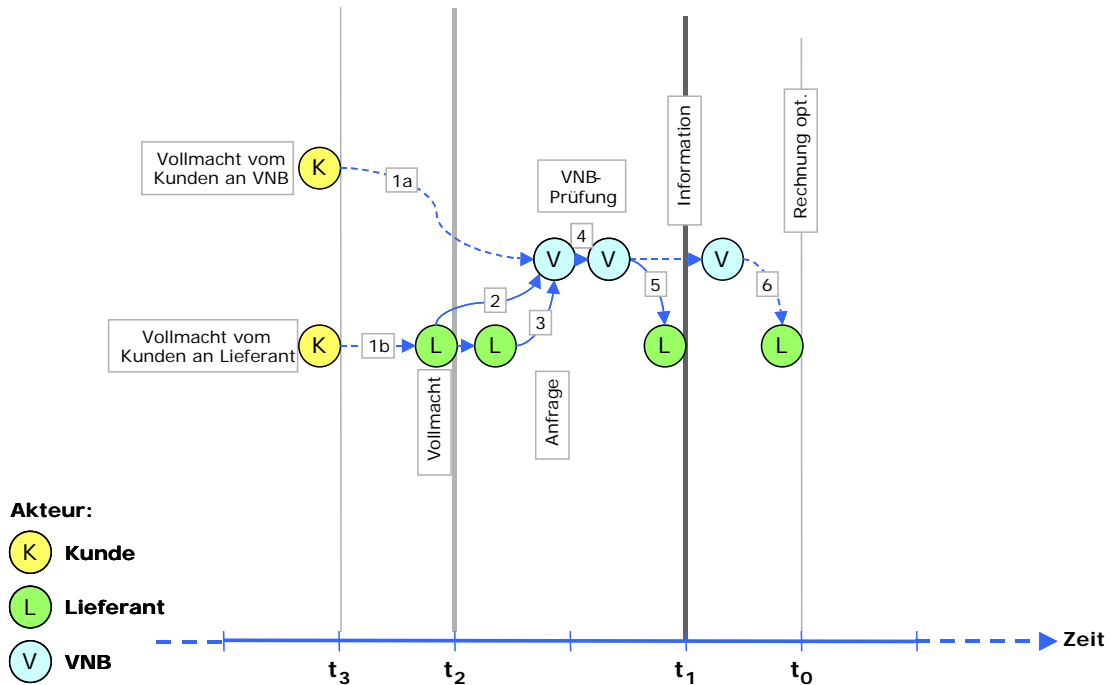 Information
Rechnung opt.
Vollmacht vom
Kunden an VNB
K
1a
VNB-
Prüfung
4
V
V
V
2
5
6
3
Vollmacht vom
Kunden an Lieferant
K
1b
L
L
L
L
Vollmacht
Anfrage
Akteur:
K Kunde
L Lieferant
V VNB
Zeit
t3
t2
t1
t0